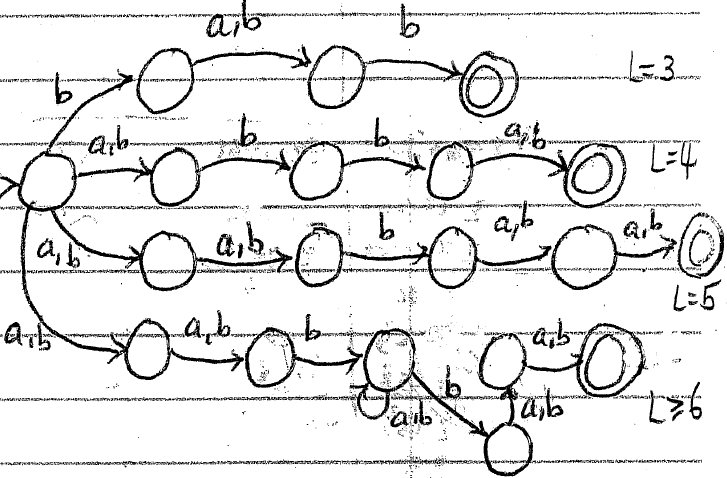 a,b b
b L=3
a,b b b a,b L=4
a,b a,b b a,b a,b
L=5
a,b a,b b a,b
b
a,b a,b L≥6